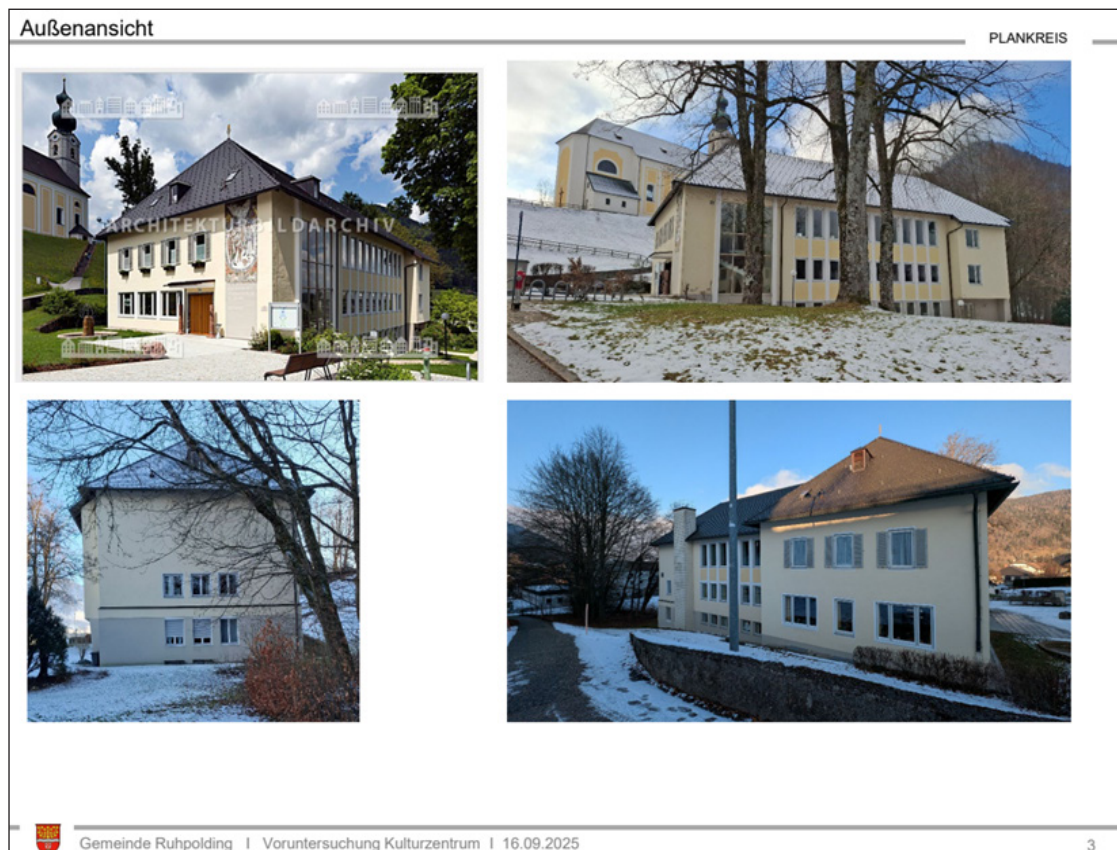 Außenansicht
PLANKREIS
ARCHITEKTURBILDARCHIV
Gemeinde Ruhpolding I Voruntersuchung Kulturzentrum I 16.09.2025
3